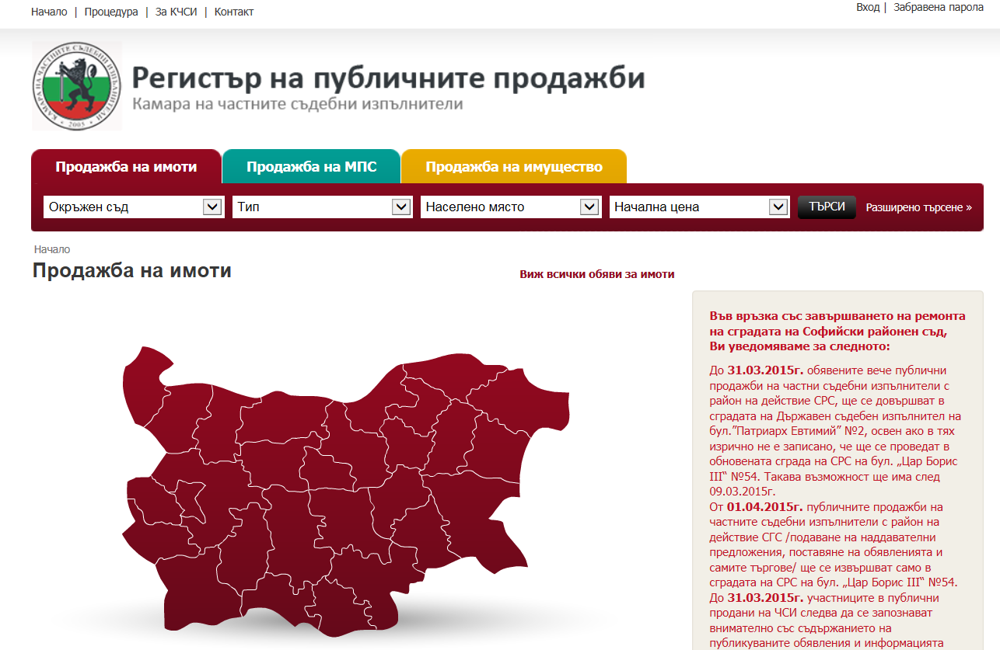 Начало | Процедура | За КЧСИ | Контакт
Вход | Забравена парола
КАМАРА НА ЧАСТНИТЕ СЪДЕБНИ ИЗПЪЛНИТЕЛИ
• 2005 •
Регистър на публичните продажби
Камара на частните съдебни изпълнители
Продажба на имоти
Продажба на МПС
Продажба на имущество
Окръжен съд
Тип
Населено място
Начална цена
ТЪРСИ
Разширено търсене »
Начало
Продажба на имоти
Виж всички обяви за имоти
Във връзка със завършването на ремонта
на сградата на Софийски районен съд,
Ви уведомяваме за следното:
До 31.03.2015г. обявените вече публични
продажби на частни съдебни изпълнители с
район на действие СРС, ще се довършват в
сградата на Държавен съдебен изпълнител на
бул.”Патриарх Евтимий” №2, освен ако в тях
изрично не е записано, че ще се проведат в
обновената сграда на СРС на бул. „Цар Борис
III“ №54. Такава възможност ще има след
09.03.2015г.
От 01.04.2015г. публичните продажби на
частните съдебни изпълнители с район на
действие СГС /подаване на наддавателни
предложения, поставяне на обявленията и
самите търгове/ ще се извършват само в
сградата на СРС на бул. „Цар Борис III“ №54.
До 31.03.2015г. участниците в публични
продани на ЧСИ следва да се запознават
внимателно със съдържанието на
публикуваните обявления и информацията